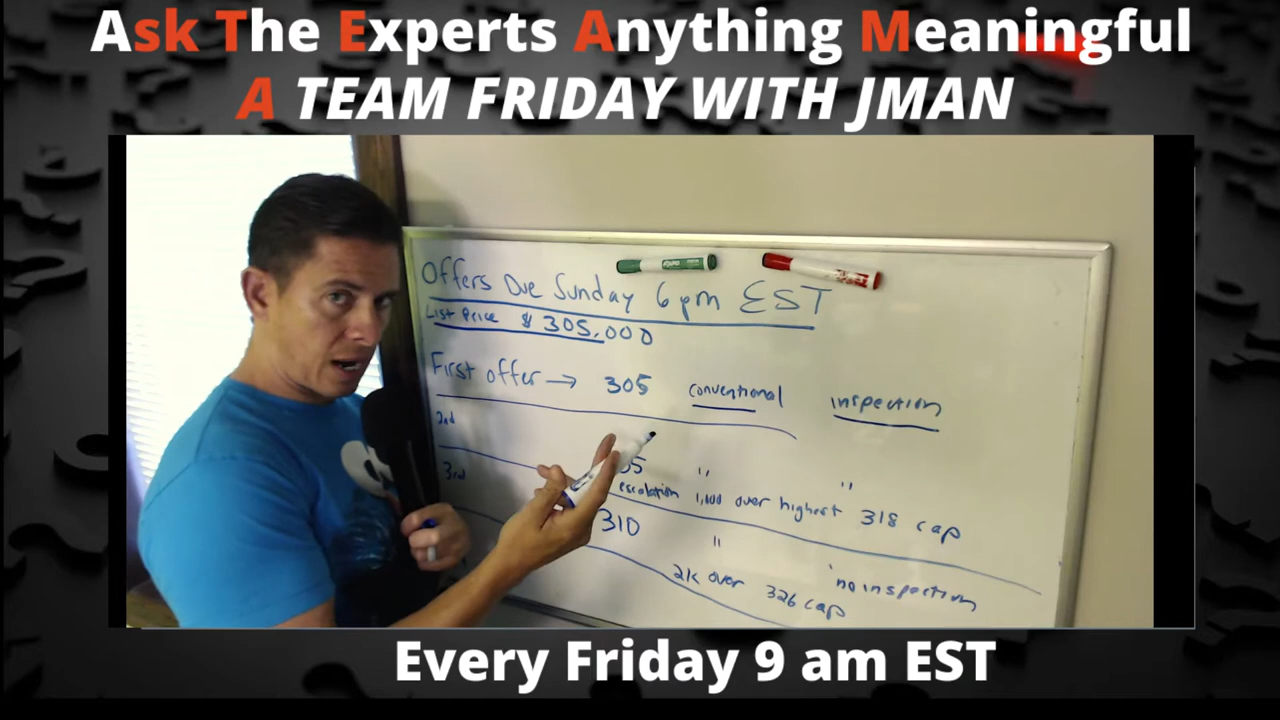 Ask The Experts Anything Meaningful
A TEAM FRIDAY WITH JMAN
Offers Due Sunday 6pm EST
List Price $305,000
First offer → 305 conventional inspection
2nd
05 " "
escalation 1,000 over highest 318 cap
3rd
310 " no inspection
2k over 326 cap
EXPO
Every Friday 9 am EST